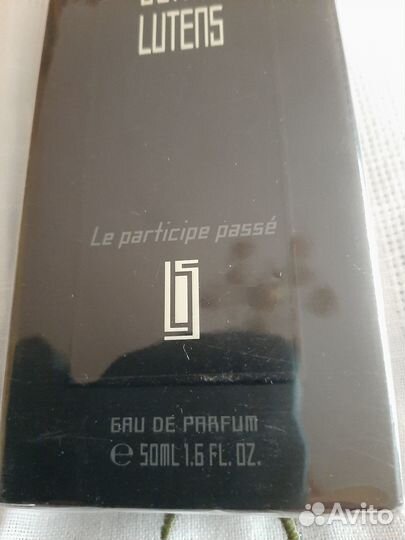 LUTENS
Le participe passé
EAU DE PARFUM
℮ 50ML 1.6 FL. OZ.
Avito